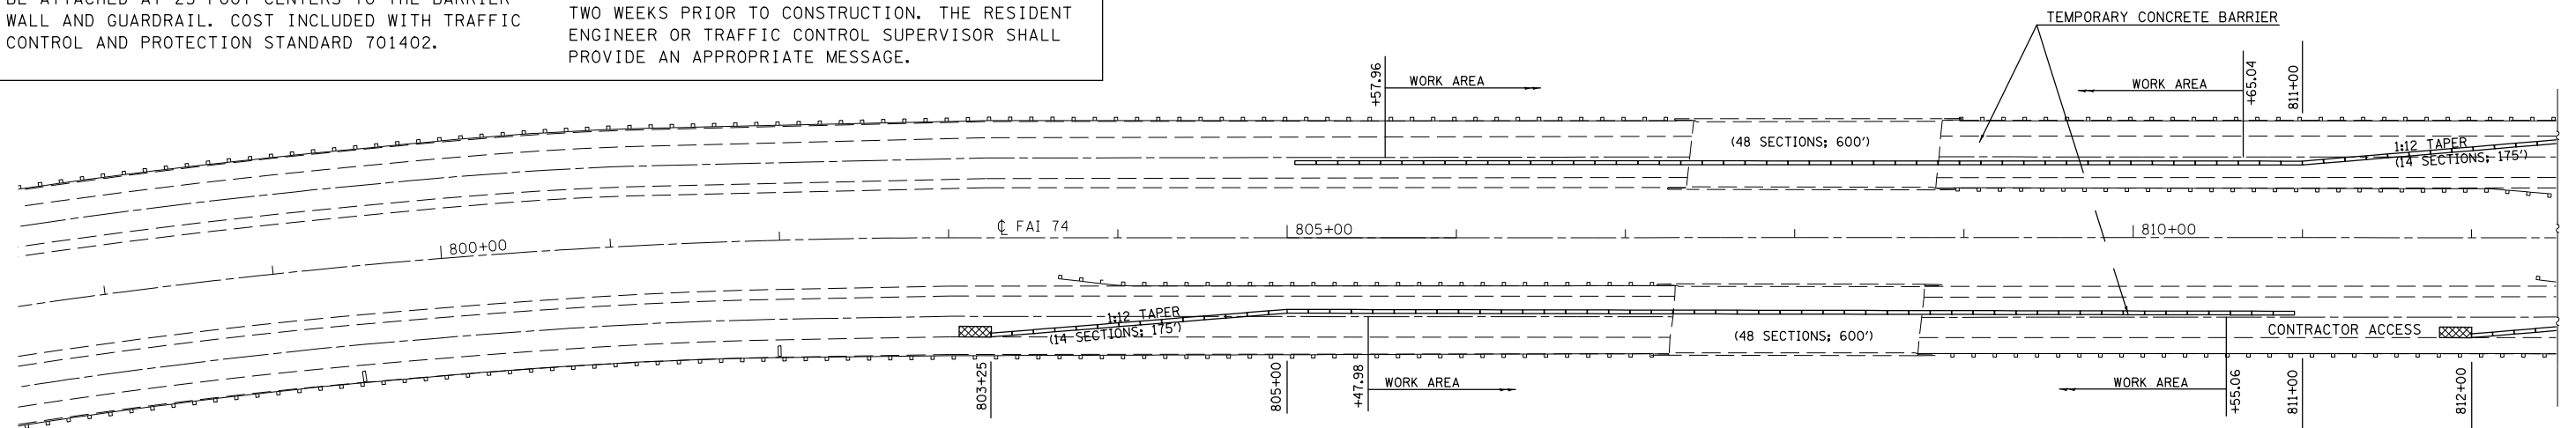 BE ATTACHED AT 25 FOOT CENTERS TO THE BARRIER
WALL AND GUARDRAIL. COST INCLUDED WITH TRAFFIC
CONTROL AND PROTECTION STANDARD 701402.
TWO WEEKS PRIOR TO CONSTRUCTION. THE RESIDENT
ENGINEER OR TRAFFIC CONTROL SUPERVISOR SHALL
PROVIDE AN APPROPRIATE MESSAGE.
TEMPORARY CONCRETE BARRIER
+57.96
WORK AREA
WORK AREA
+65.04
811+00
(48 SECTIONS; 600')
1:12 TAPER
(14 SECTIONS; 175')
800+00
℄ FAI 74
805+00
810+00
1:12 TAPER
(14 SECTIONS; 175')
(48 SECTIONS; 600')
CONTRACTOR ACCESS
803+25
805+00
+47.98
WORK AREA
WORK AREA
+55.06
811+00
812+00